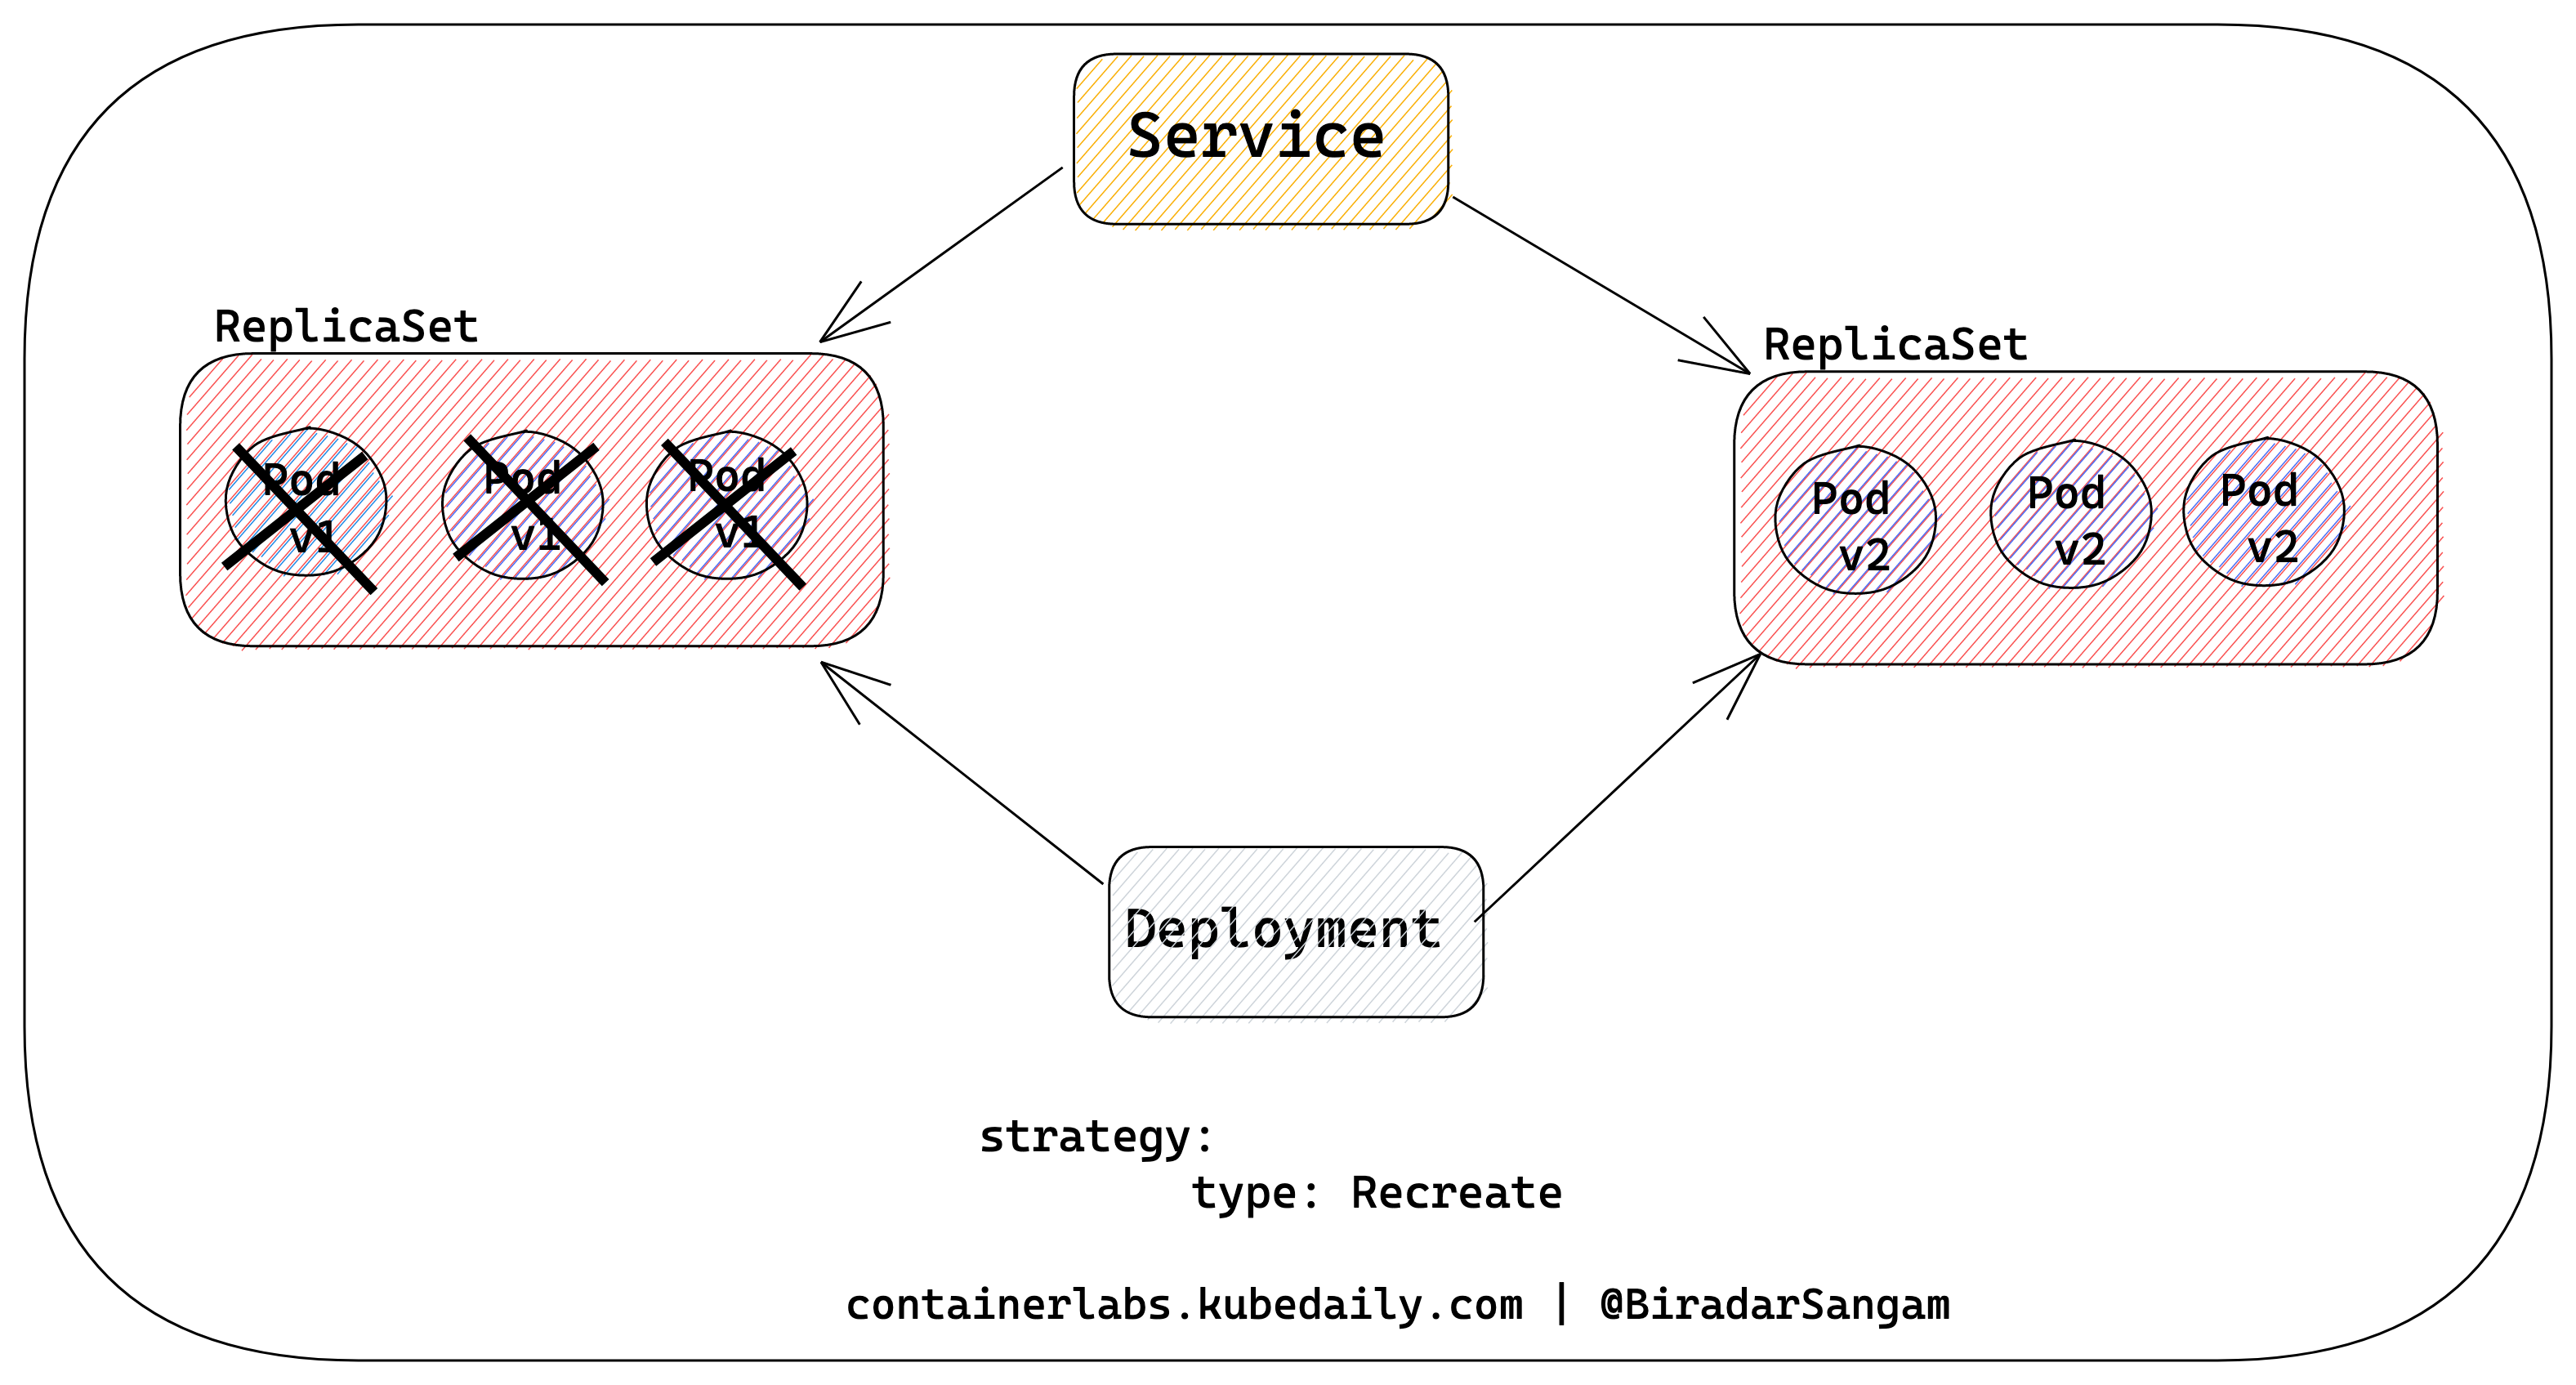 Service
ReplicaSet
ReplicaSet
Pod
v1
Pod
v1
Pod
v1
Pod
v2
Pod
v2
Pod
v2
Deployment
strategy:
type: Recreate
containerlabs.kubedaily.com | @BiradarSangam